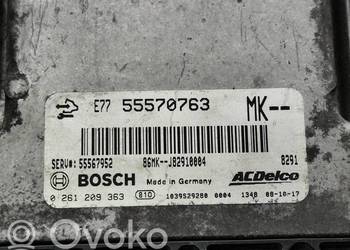 E77 55570763 MK--
SERV#: 55567952 86MK--J82910004 8291
BOSCH Made in Germany ACDelco
0 261 209 363 810 1039S29280 0004 1348 08-10-17
Ovoko